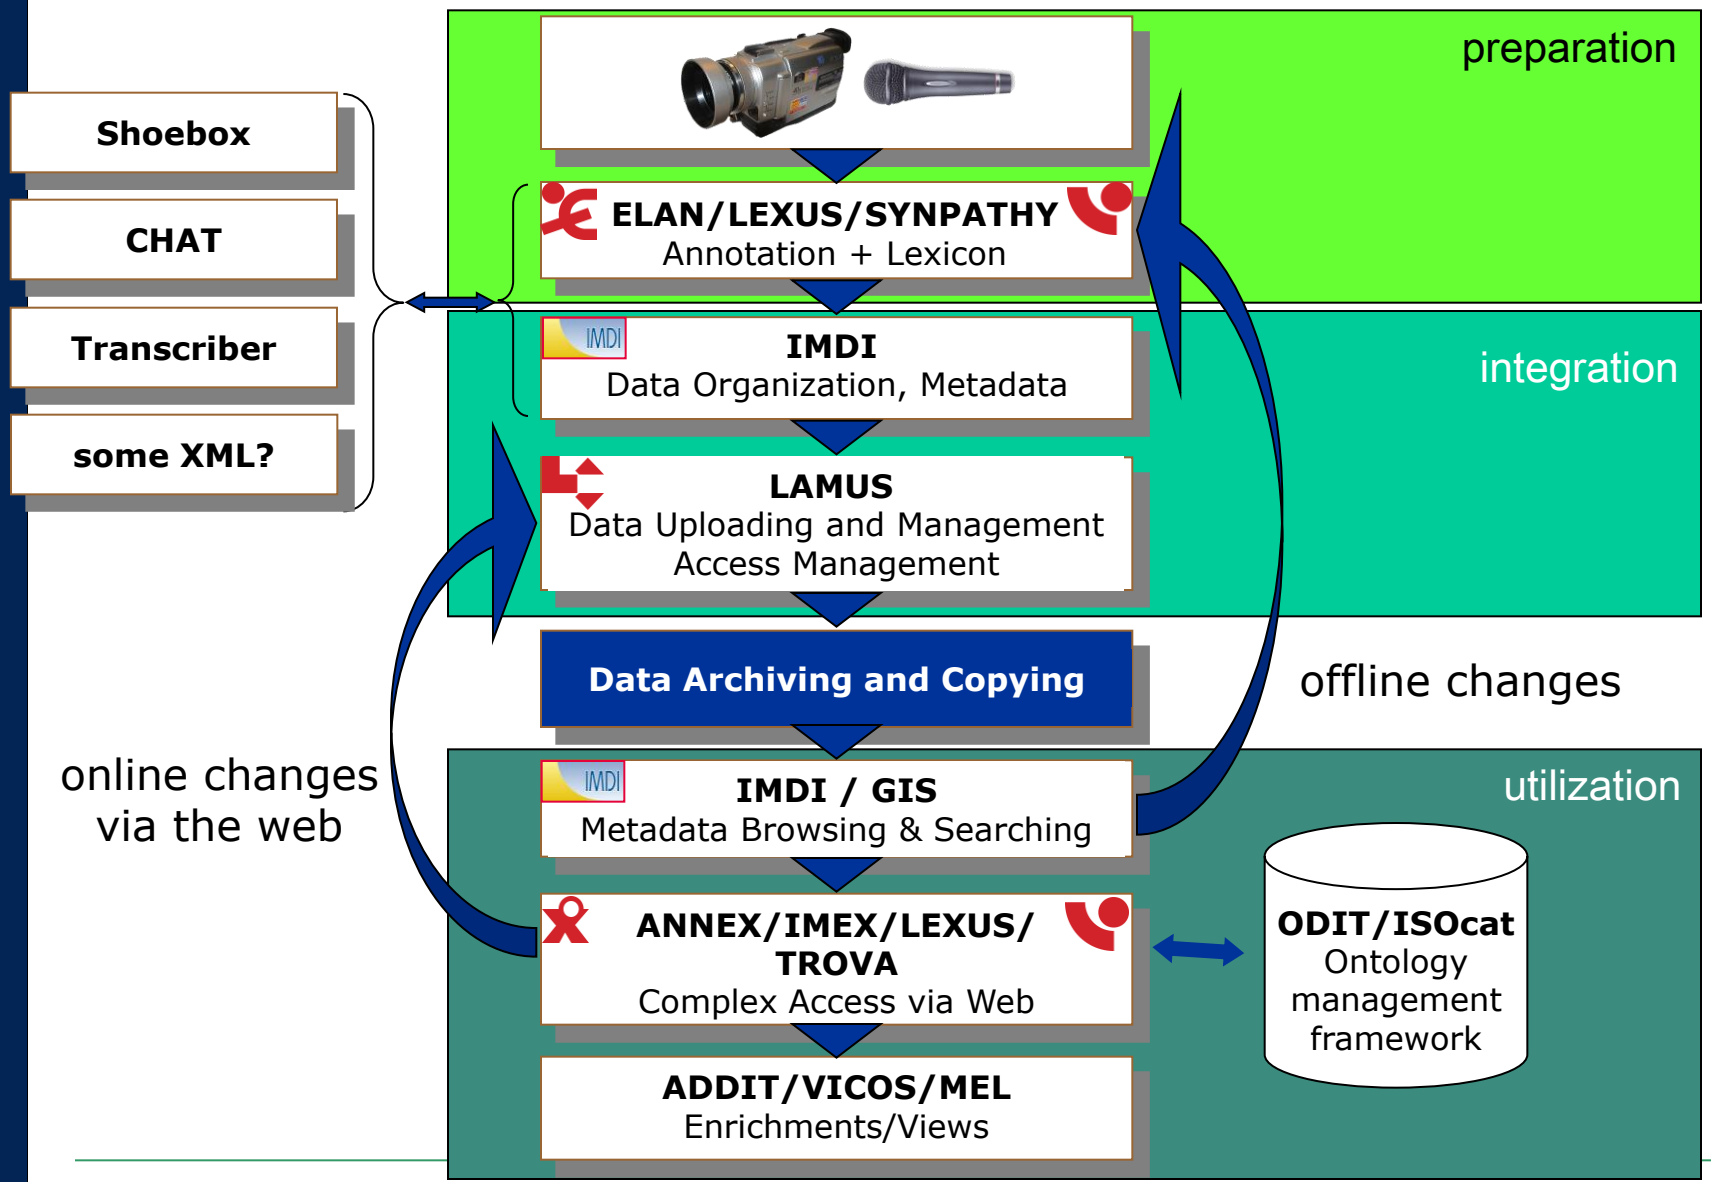 preparation
Shoebox
CHAT
Transcriber
some XML?
ELAN/LEXUS/SYNPATHY
Annotation + Lexicon
IMDI
IMDI
Data Organization, Metadata
integration
LAMUS
Data Uploading and Management
Access Management
Data Archiving and Copying
offline changes
online changes
via the web
utilization
IMDI
IMDI / GIS
Metadata Browsing & Searching
ANNEX/IMEX/LEXUS/
TROVA
Complex Access via Web
ODIT/ISOcat
Ontology
management
framework
ADDIT/VICOS/MEL
Enrichments/Views